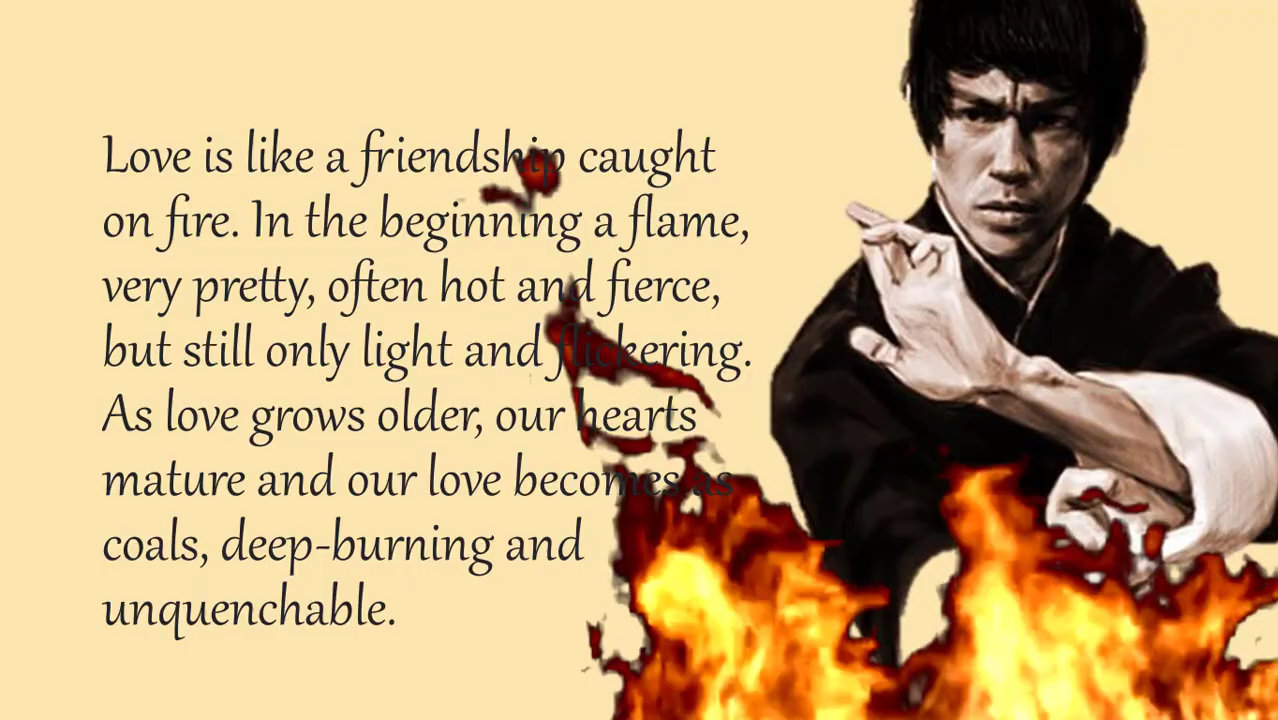 Love is like a friendship caught
on fire. In the beginning a flame,
very pretty, often hot and fierce,
but still only light and flickering.
As love grows older, our hearts
mature and our love becomes as
coals, deep-burning and
unquenchable.